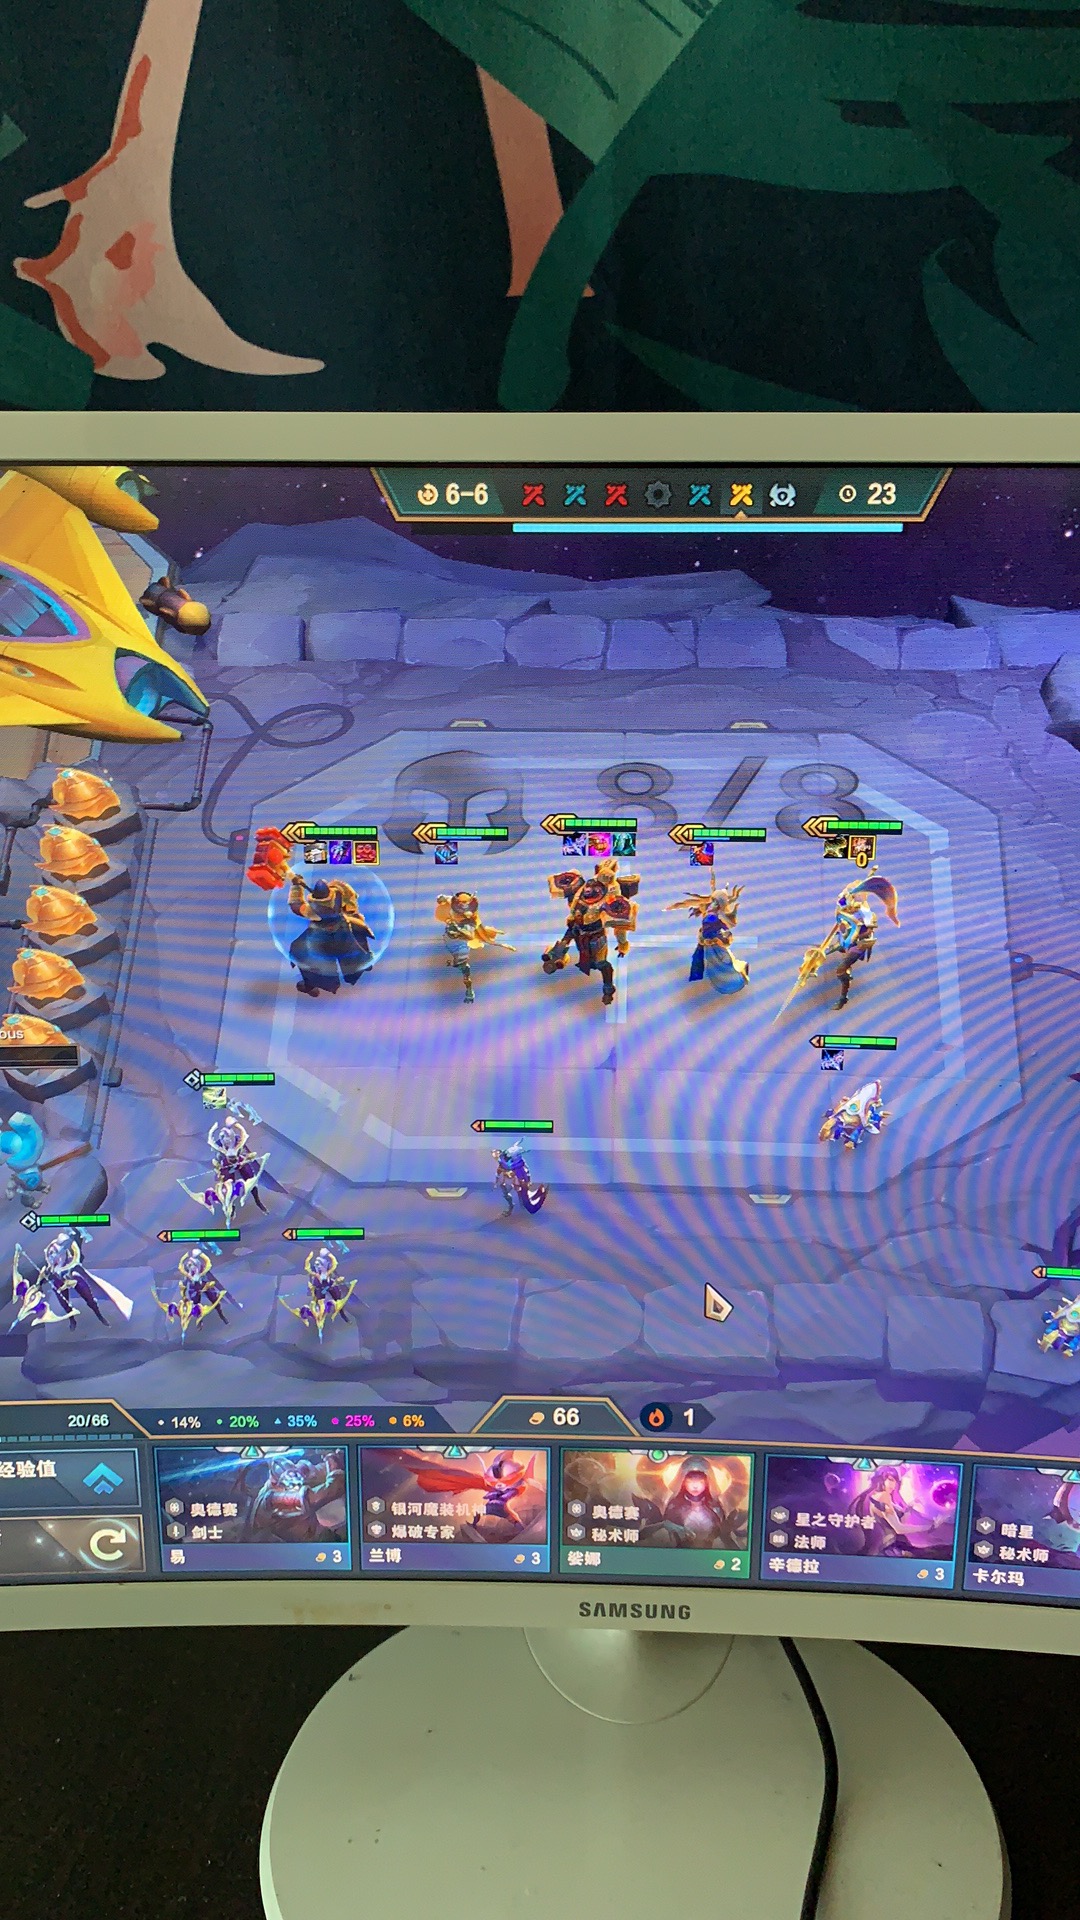 6-6
23
8/8
0
ous
20/66
14%
20%
35%
25%
6%
66
1
经验值
奥德赛
剑士
易
3
银河魔装机神
爆破专家
兰博
3
奥德赛
秘术师
娑娜
2
星之守护者
法师
辛德拉
3
暗星
秘术师
卡尔玛
SAMSUNG